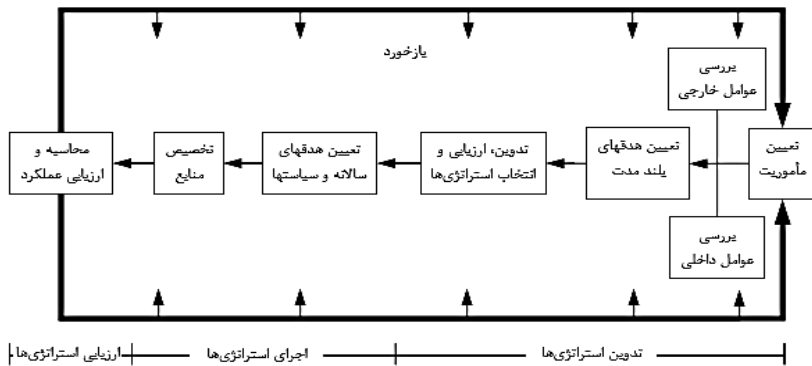 بازخورد
بررسی
عوامل خارجی
تعیین
مأموریت
تعیین هدفهای
بلند مدت
تدوین، ارزیابی و
انتخاب استراتژی‌ها
تعیین هدفهای
سالانه و سیاستها
تخصیص
منابع
محاسبه و
ارزیابی عملکرد
بررسی
عوامل داخلی
تدوین استراتژی‌ها
اجرای استراتژی‌ها
ارزیابی استراتژی‌ها